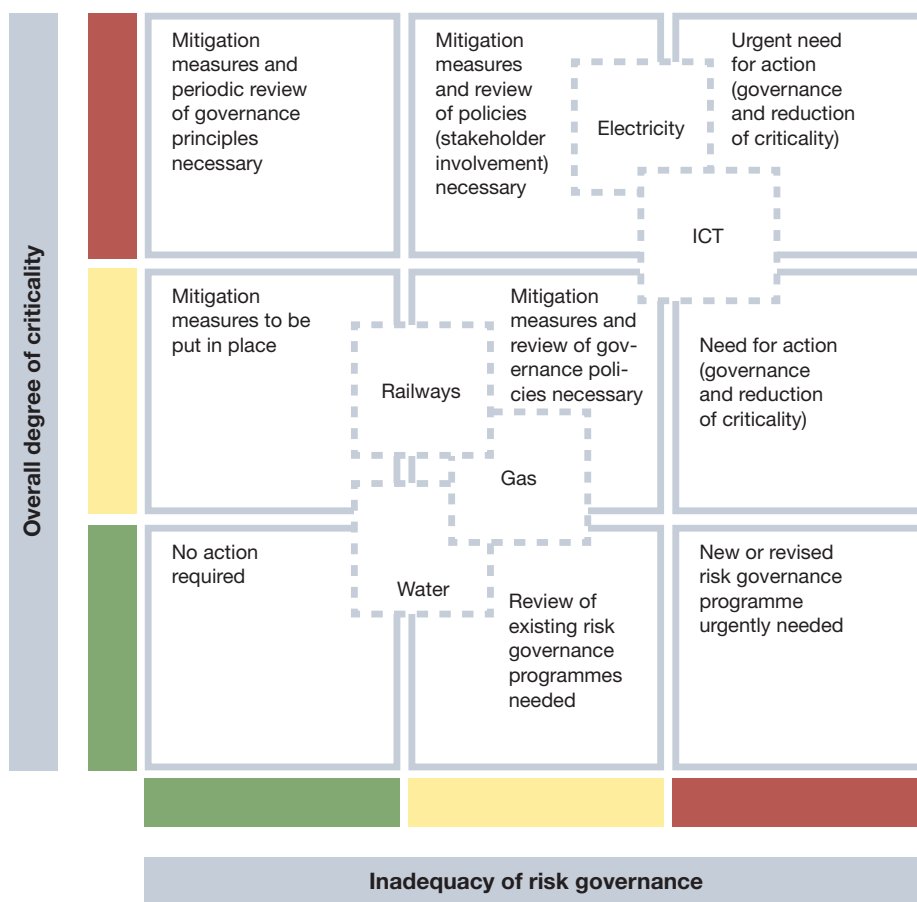 Overall degree of criticality
Mitigation
measures and
periodic review
of governance
principles
necessary
Mitigation
measures
and review
of policies
(stakeholder
involvement)
necessary
Electricity
Urgent need
for action
(governance
and reduction
of criticality)
ICT
Mitigation
measures to be
put in place
Railways
Mitigation
measures and
review of gov-
ernance poli-
cies necessary
Gas
Need for action
(governance
and reduction
of criticality)
No action
required
Water
Review of
existing risk
governance
programmes
needed
New or revised
risk governance
programme
urgently needed
Inadequacy of risk governance